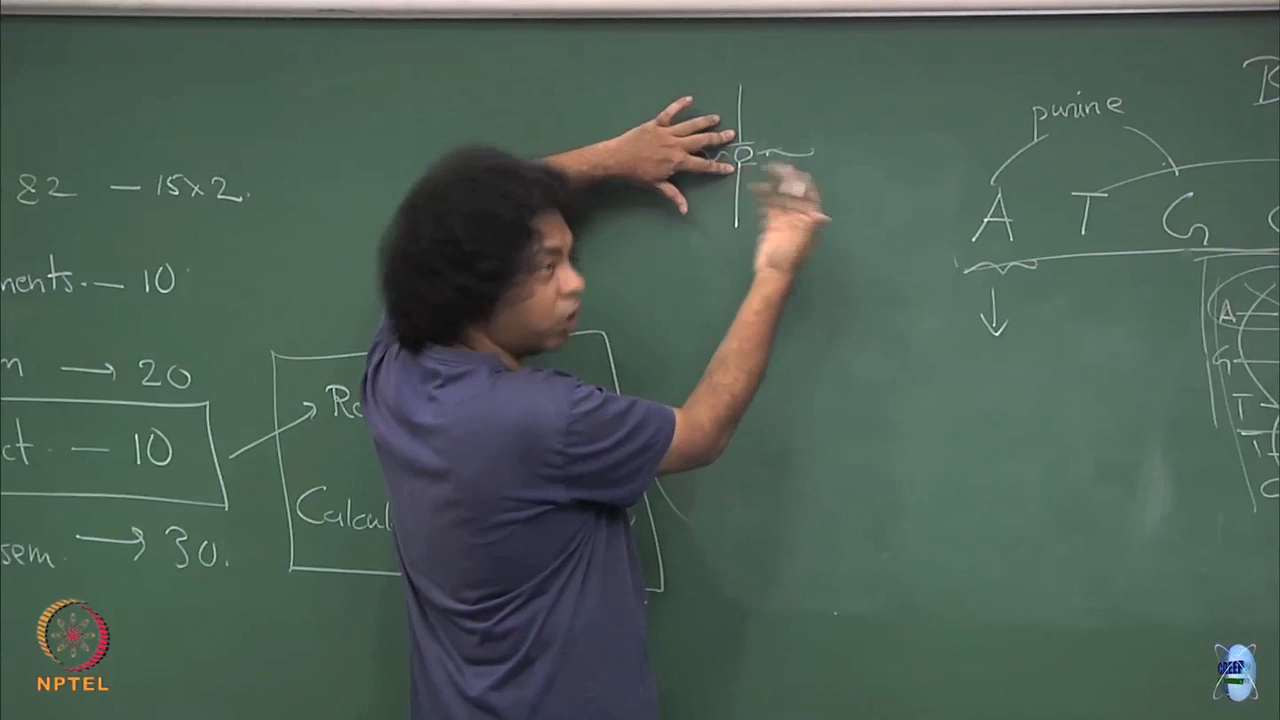 82 — 15×2.
ments. — 10
→ 20
ct — 10
sem. → 30.
Calcul
purine
A T G
A
G
T
T
NPTEL